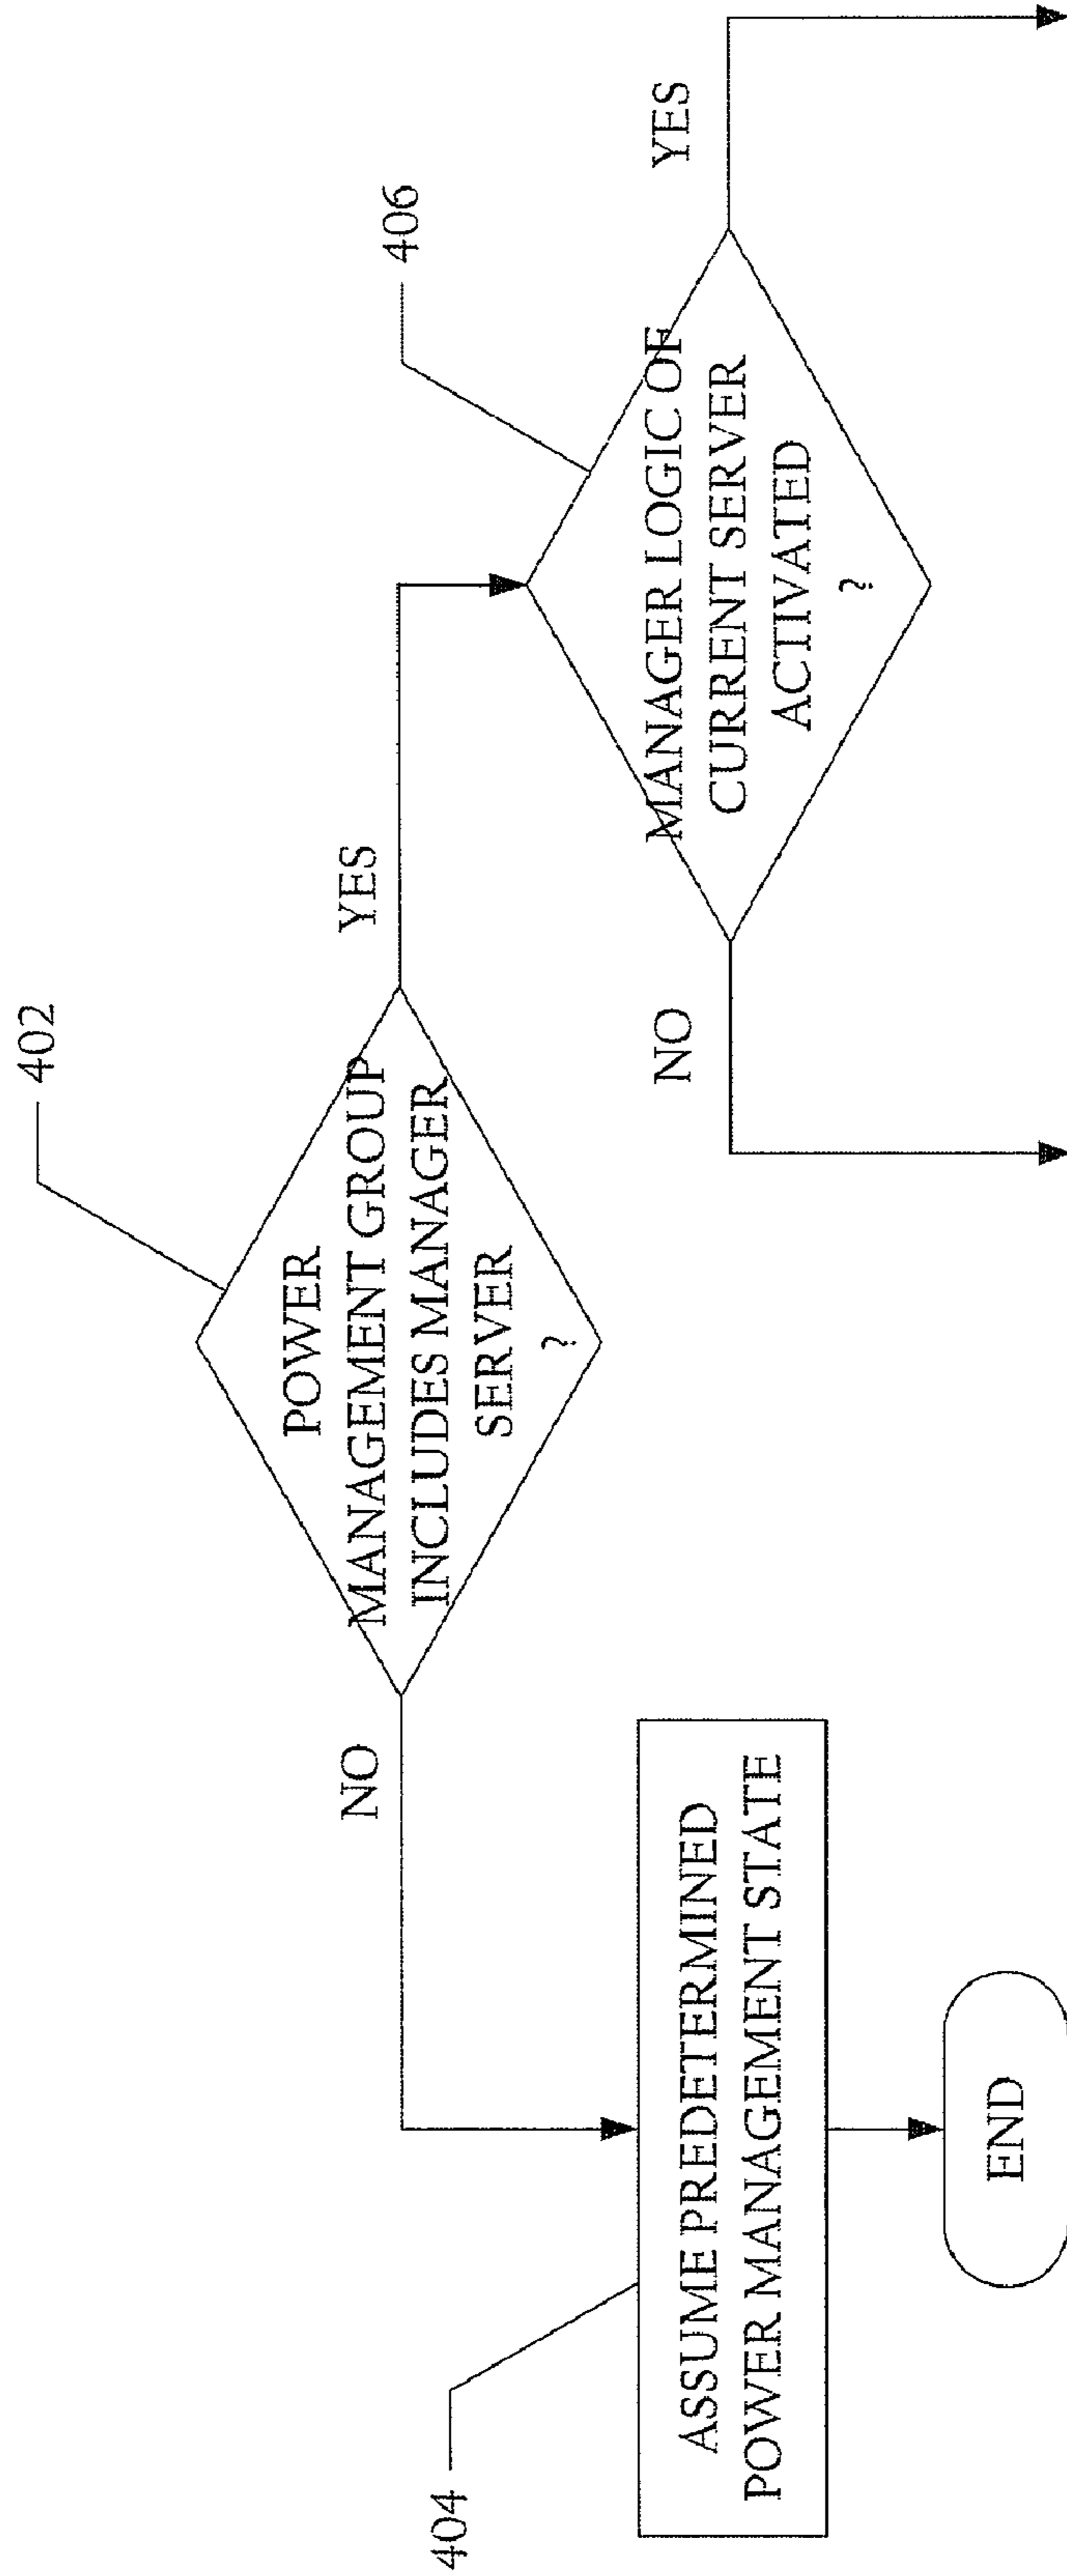 402
POWER
MANAGEMENT GROUP
INCLUDES MANAGER
SERVER
?
NO
YES
404
ASSUME PREDETERMINED
POWER MANAGEMENT STATE
END
406
MANAGER LOGIC OF
CURRENT SERVER
ACTIVATED
?
NO
YES